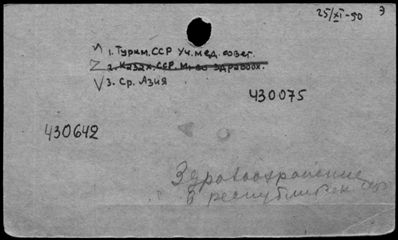 25/XI-90 Э
1. Туркм.ССР Уч. мед. совет.
2. Казах.ССР М-во здравоох.
V 3. Ср. Азия
430075
430642
Здравоохранение
в республиках